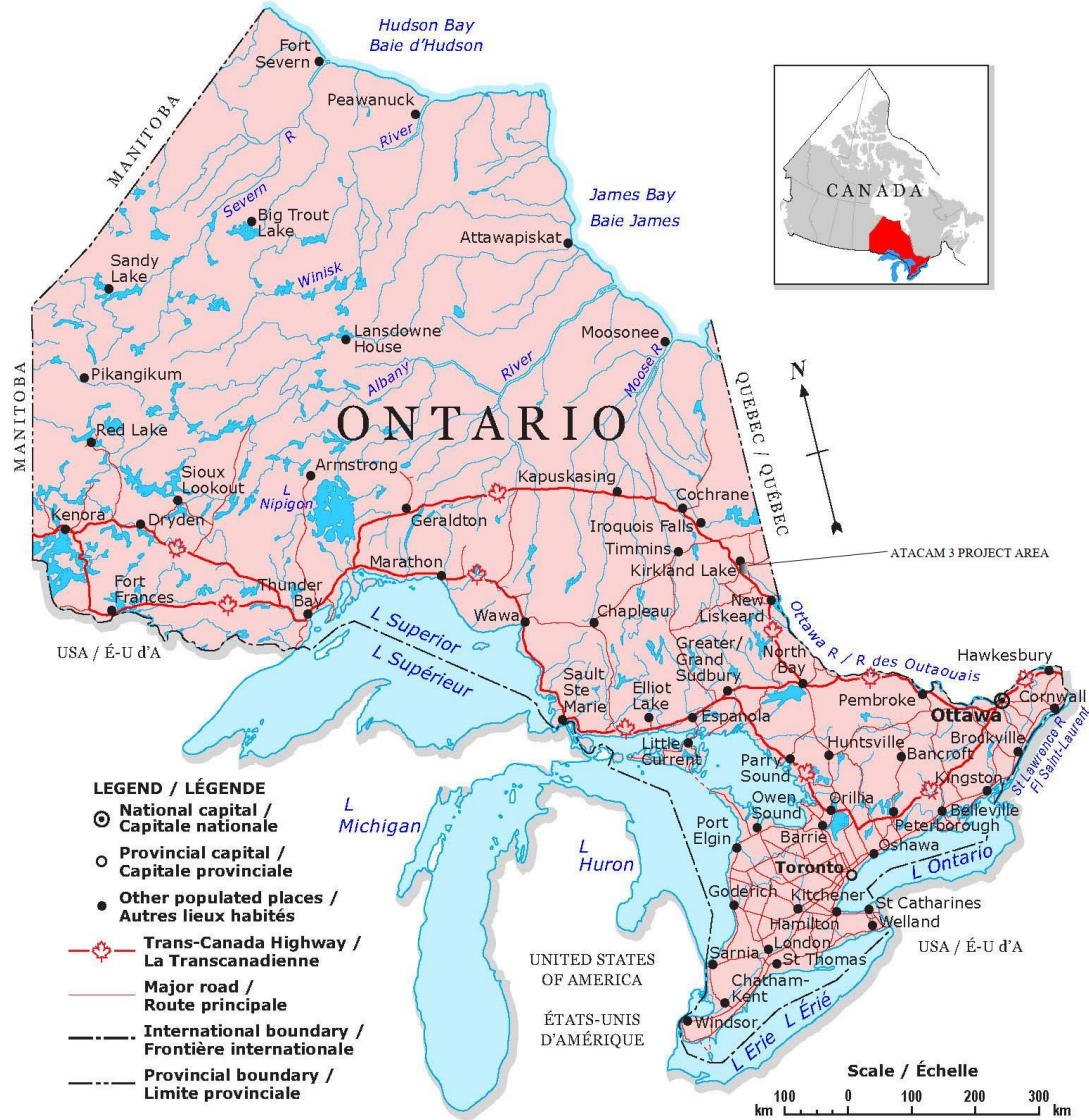 Hudson Bay
Baie d'Hudson
Fort
Severn
Peawanuck
River
R
Severn
MANITOBA
James Bay
Baie James
CANADA
Big Trout
Lake
Attawapiskat
Sandy
Lake
Winisk
Lansdowne
House
Moosonee
Pikangikum
Albany
River
Moose R
N
MANITOBA
QUEBEC / QUÉBEC
ONTARIO
Red Lake
Sioux
Lookout
Armstrong
L
Nipigon
Kapuskasing
Cochrane
Kenora
Dryden
Geraldton
Iroquois Falls
Timmins
ATACAM 3 PROJECT AREA
Kirkland Lake
Marathon
Fort
Frances
Thunder
Bay
Wawa
Chapleau
New
Liskeard
Ottawa R / R des Outaouais
USA / É-U d'A
L Superior
L Supérieur
Greater/
Grand
Sudbury
North
Bay
Hawkesbury
Sault
Ste
Marie
Elliot
Lake
Espanola
Pembroke
Ottawa
Cornwall
Little
Current
Huntsville
Bancroft
Brockville
St Lawrence R
Fl Saint-Laurent
Parry
Sound
Kingston
Owen
Sound
Orillia
Belleville
Port
Elgin
Barrie
Peterborough
Oshawa
L
Michigan
L
Huron
Toronto
L Ontario
Goderich
Kitchener
St Catharines
Hamilton
Welland
London
USA / É-U d'A
Sarnia
St Thomas
UNITED STATES
OF AMERICA
Chatham-
Kent
ÉTATS-UNIS
D'AMÉRIQUE
Windsor
L Erie
L Érié
LEGEND / LÉGENDE
National capital /
Capitale nationale
Provincial capital /
Capitale provinciale
Other populated places /
Autres lieux habités
Trans-Canada Highway /
La Transcanadienne
Major road /
Route principale
International boundary /
Frontière internationale
Provincial boundary /
Limite provinciale
Scale / Échelle
100 0 100 200 300
km km